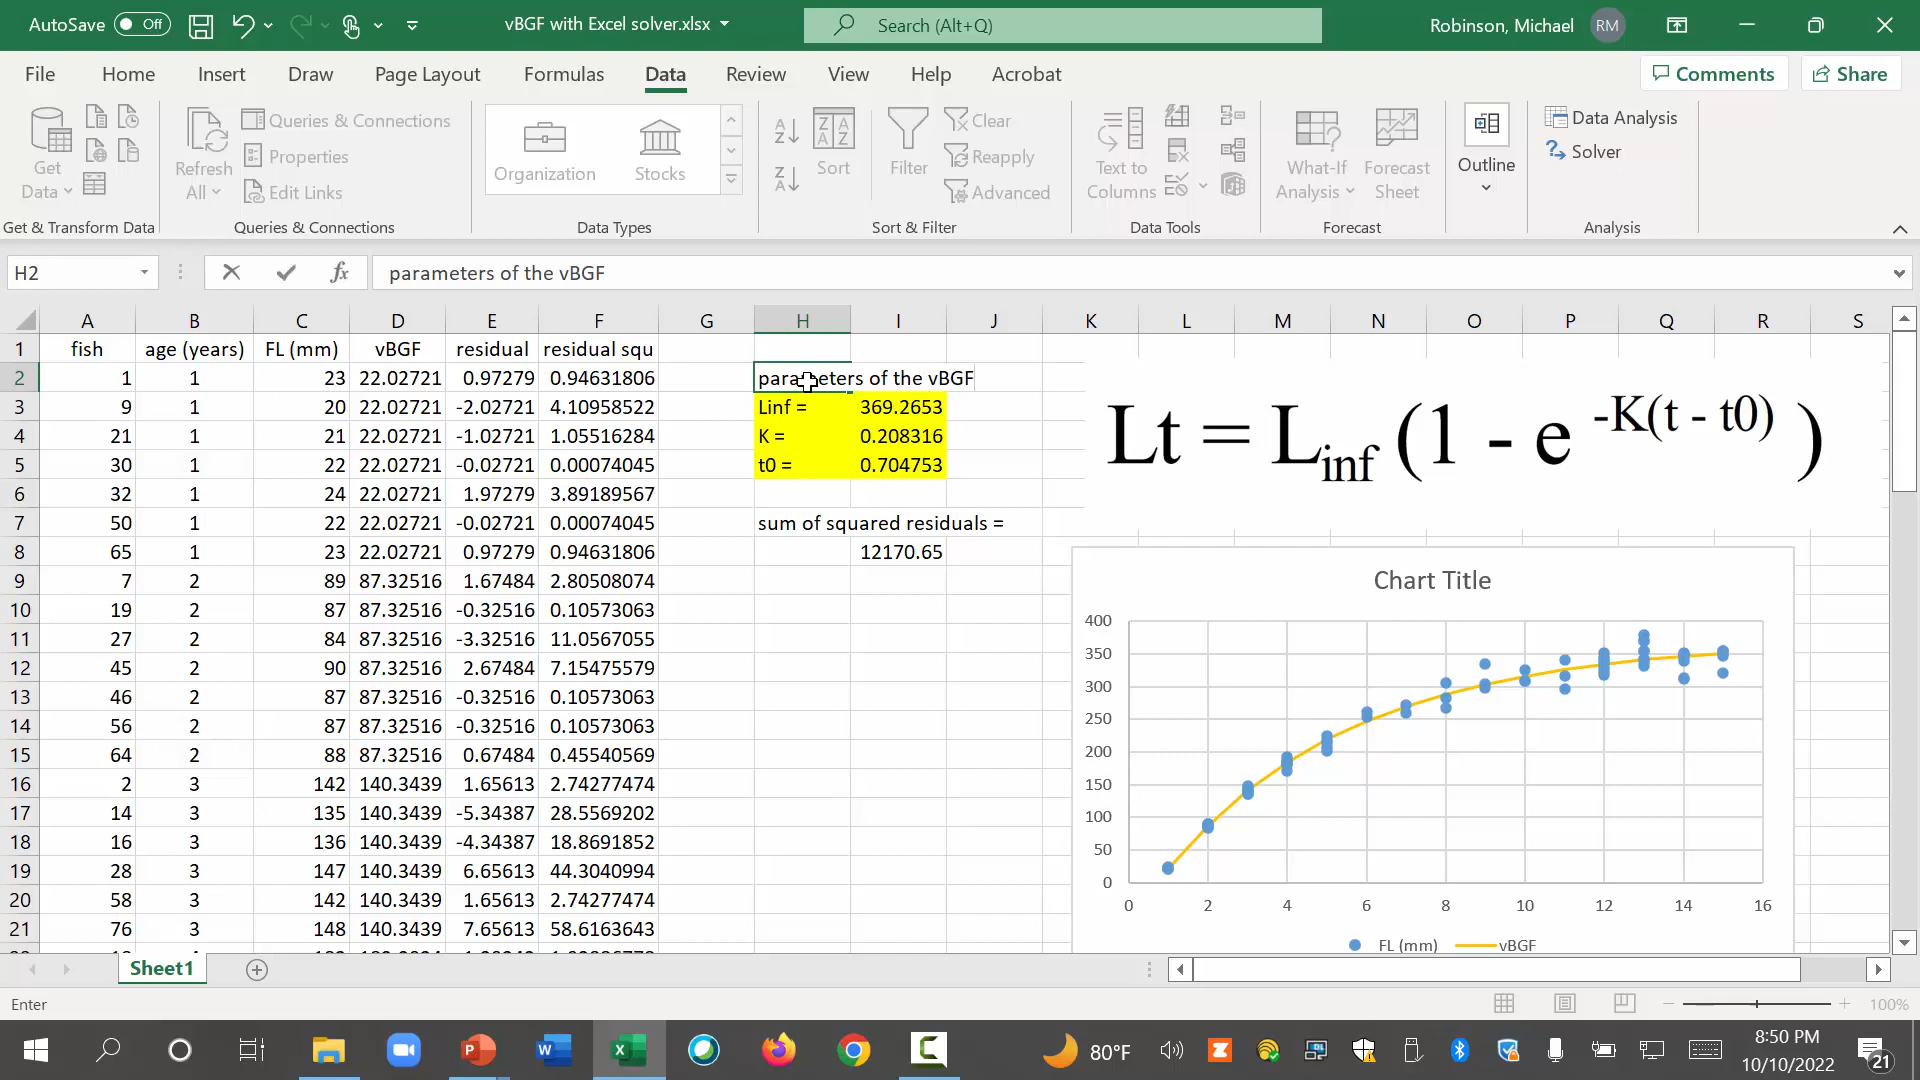 AutoSave Off vBGF with Excel solver.xlsx Search (Alt+Q) Robinson, Michael RM
File Home Insert Draw Page Layout Formulas Data Review View Help Acrobat Comments Share
Get Data
Refresh All
Queries & Connections
Properties
Edit Links
Organization
Stocks
Sort
Filter
Clear
Reapply
Advanced
Text to Columns
What-If Analysis
Forecast Sheet
Outline
Data Analysis
Solver
Get & Transform Data Queries & Connections Data Types Sort & Filter Data Tools Forecast Analysis
H2 fx parameters of the vBGF
A B C D E F G H I J K L M N O P Q R S
1 fish age (years) FL (mm) vBGF residual residual squ
2 1 1 23 22.02721 0.97279 0.94631806 parameters of the vBGF
3 9 1 20 22.02721 -2.02721 4.10958522 Linf = 369.2653
4 21 1 21 22.02721 -1.02721 1.05516284 K = 0.208316
5 30 1 22 22.02721 -0.02721 0.00074045 t0 = 0.704753
6 32 1 24 22.02721 1.97279 3.89189567
7 50 1 22 22.02721 -0.02721 0.00074045 sum of squared residuals =
8 65 1 23 22.02721 0.97279 0.94631806 12170.65
9 7 2 89 87.32516 1.67484 2.80508074
10 19 2 87 87.32516 -0.32516 0.10573063
11 27 2 84 87.32516 -3.32516 11.0567055
12 45 2 90 87.32516 2.67484 7.15475579
13 46 2 87 87.32516 -0.32516 0.10573063
14 56 2 87 87.32516 -0.32516 0.10573063
15 64 2 88 87.32516 0.67484 0.45540569
16 2 3 142 140.3439 1.65613 2.74277474
17 14 3 135 140.3439 -5.34387 28.5569202
18 16 3 136 140.3439 -4.34387 18.8691852
19 28 3 147 140.3439 6.65613 44.3040994
20 58 3 142 140.3439 1.65613 2.74277474
21 76 3 148 140.3439 7.65613 58.6163643
Lt = Linf (1 - e -K(t - t0) )
Chart Title
400
350
300
250
200
150
100
50
0
0 2 4 6 8 10 12 14 16
FL (mm) vBGF
Sheet1
Enter 100%
80°F 8:50 PM
10/10/2022
21